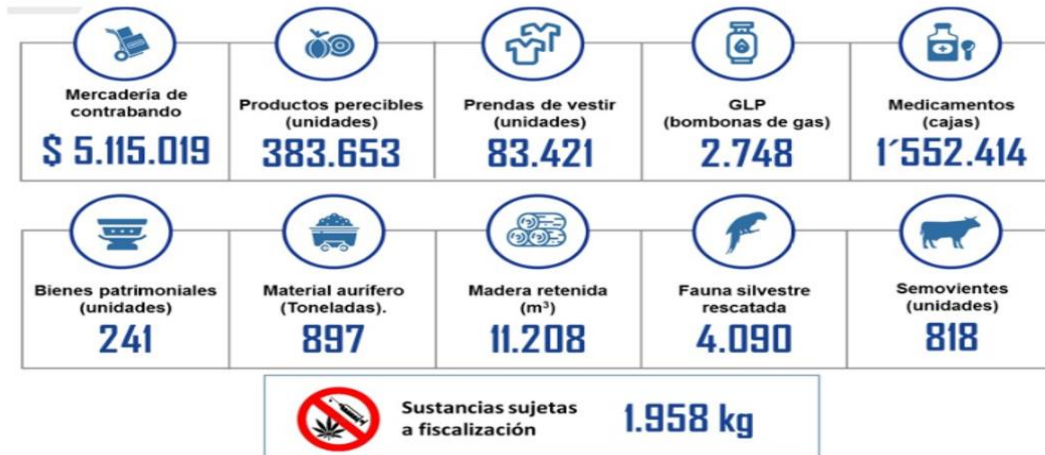 Mercadería de
contrabando
$ 5.115.019
Productos perecibles
(unidades)
383.653
Prendas de vestir
(unidades)
83.421
GLP
(bombonas de gas)
2.748
Medicamentos
(cajas)
1´552.414
Bienes patrimoniales
(unidades)
241
Material aurífero
(Toneladas).
897
Madera retenida
(m³)
11.208
Fauna silvestre
rescatada
4.090
Semovientes
(unidades)
818
Sustancias sujetas
a fiscalización
1.958 kg